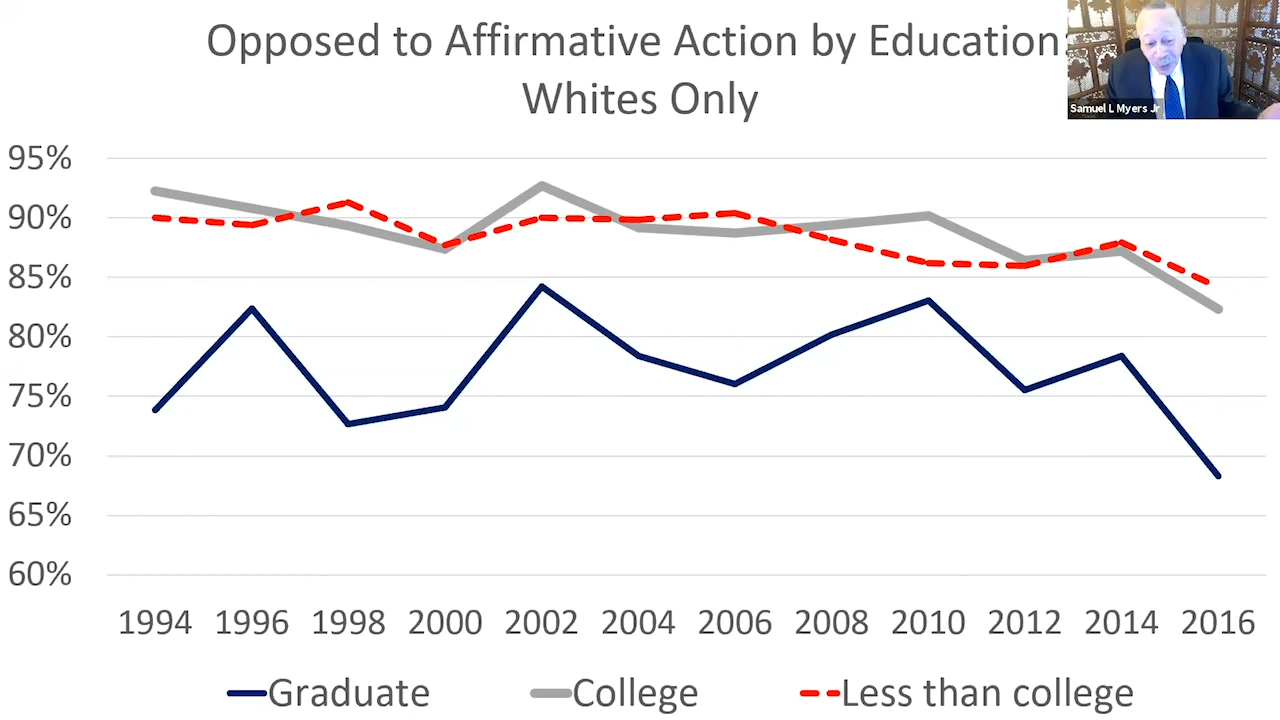 Opposed to Affirmative Action by Education
Whites Only
Samuel L Myers Jr
95%
90%
85%
80%
75%
70%
65%
60%
1994 1996 1998 2000 2002 2004 2006 2008 2010 2012 2014 2016
Graduate College Less than college